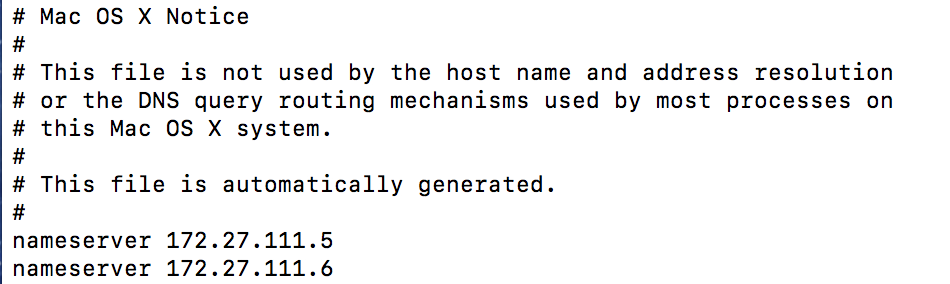 # Mac OS X Notice
#
# This file is not used by the host name and address resolution
# or the DNS query routing mechanisms used by most processes on
# this Mac OS X system.
#
# This file is automatically generated.
#
nameserver 172.27.111.5
nameserver 172.27.111.6